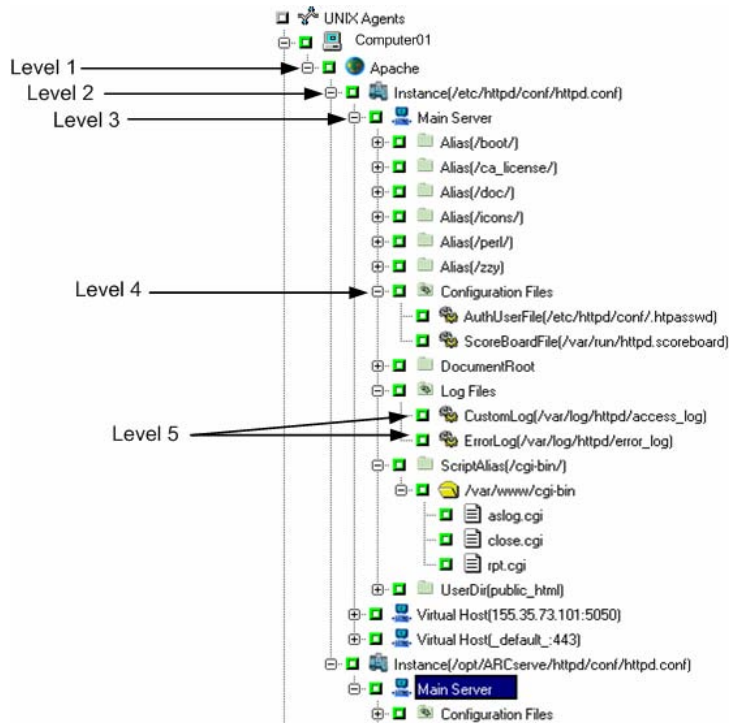 UNIX Agents
Computer01
Level 1 Apache
Level 2 Instance(/etc/httpd/conf/httpd.conf)
Level 3 Main Server
Alias(/boot/)
Alias(/ca_license/)
Alias(/doc/)
Alias(/icons/)
Alias(/perl/)
Alias(/zzy)
Level 4 Configuration Files
AuthUserFile(/etc/httpd/conf/.htpasswd)
ScoreBoardFile(/var/run/httpd.scoreboard)
DocumentRoot
Log Files
CustomLog(/var/log/httpd/access_log)
Level 5
ErrorLog(/var/log/httpd/error_log)
ScriptAlias(/cgi-bin/)
/var/www/cgi-bin
aslog.cgi
close.cgi
rpt.cgi
UserDir(public_html)
Virtual Host(155.35.73.101:5050)
Virtual Host(_default_:443)
Instance(/opt/ARCserve/httpd/conf/httpd.conf)
Main Server
Configuration Files